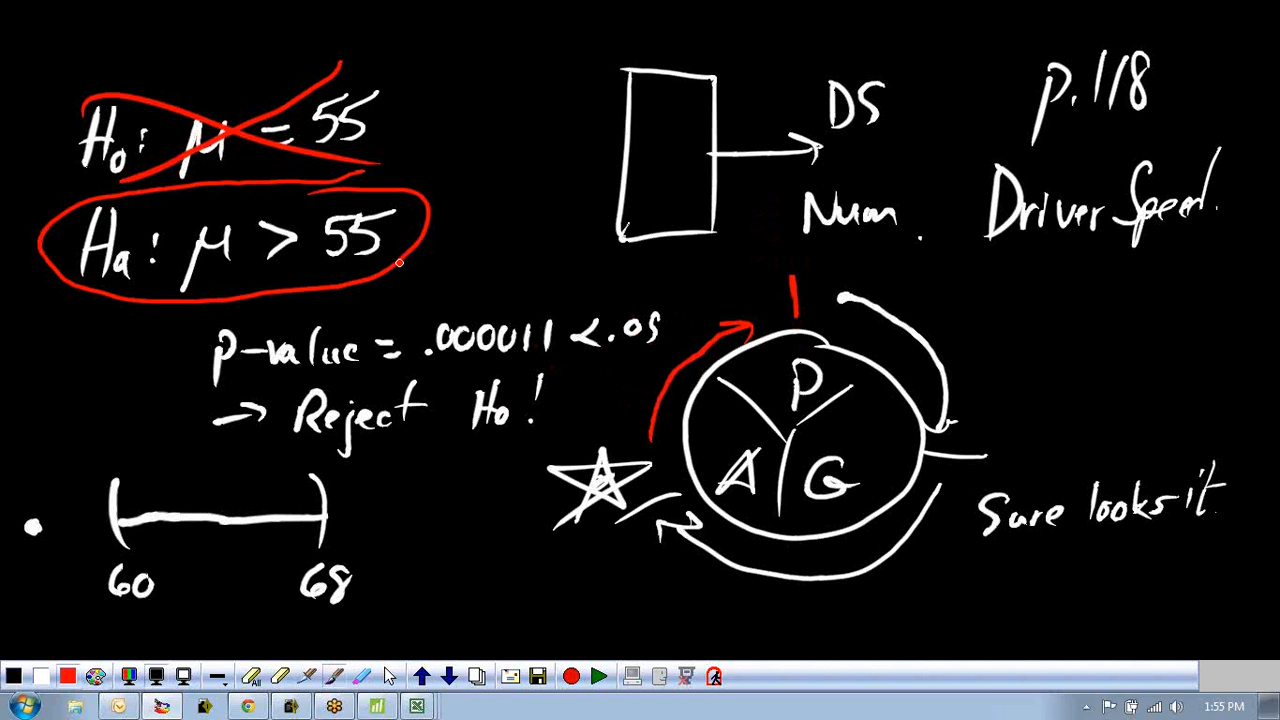 H₀: μ = 55
Hₐ: μ > 55
p-value = .000011 < .05
→ Reject Ho!
60
68
DS
Num.
p.118
Driver Speed.
P
A
G
Sure looks it
1:55 PM